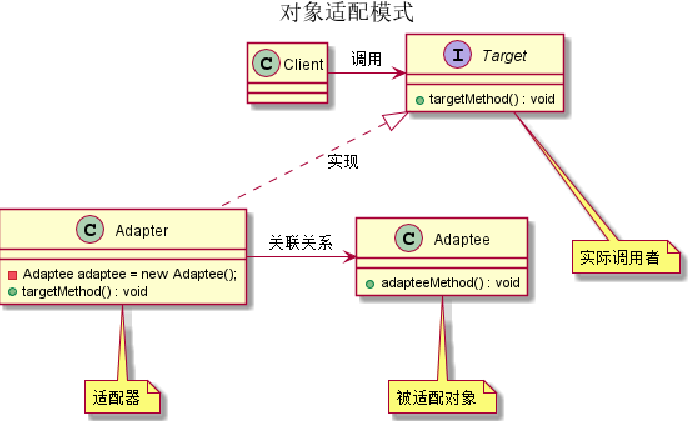 对象适配模式
C Client
调用
I Target
targetMethod() : void
实现
实际调用者
C Adapter
Adaptee adaptee = new Adaptee();
targetMethod() : void
关联关系
C Adaptee
adapteeMethod() : void
适配器
被适配对象